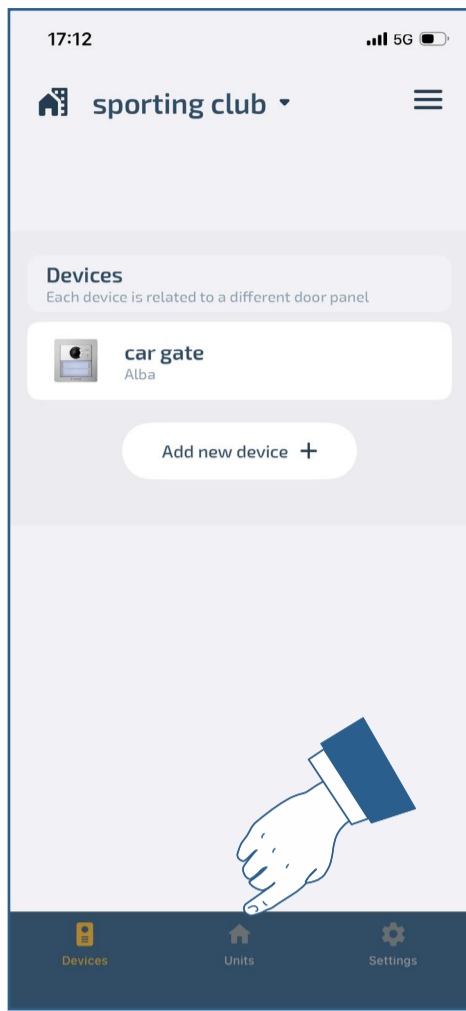 17:12
5G
sporting club
Devices
Each device is related to a different door panel
car gate
Alba
Add new device +
Devices
Units
Settings